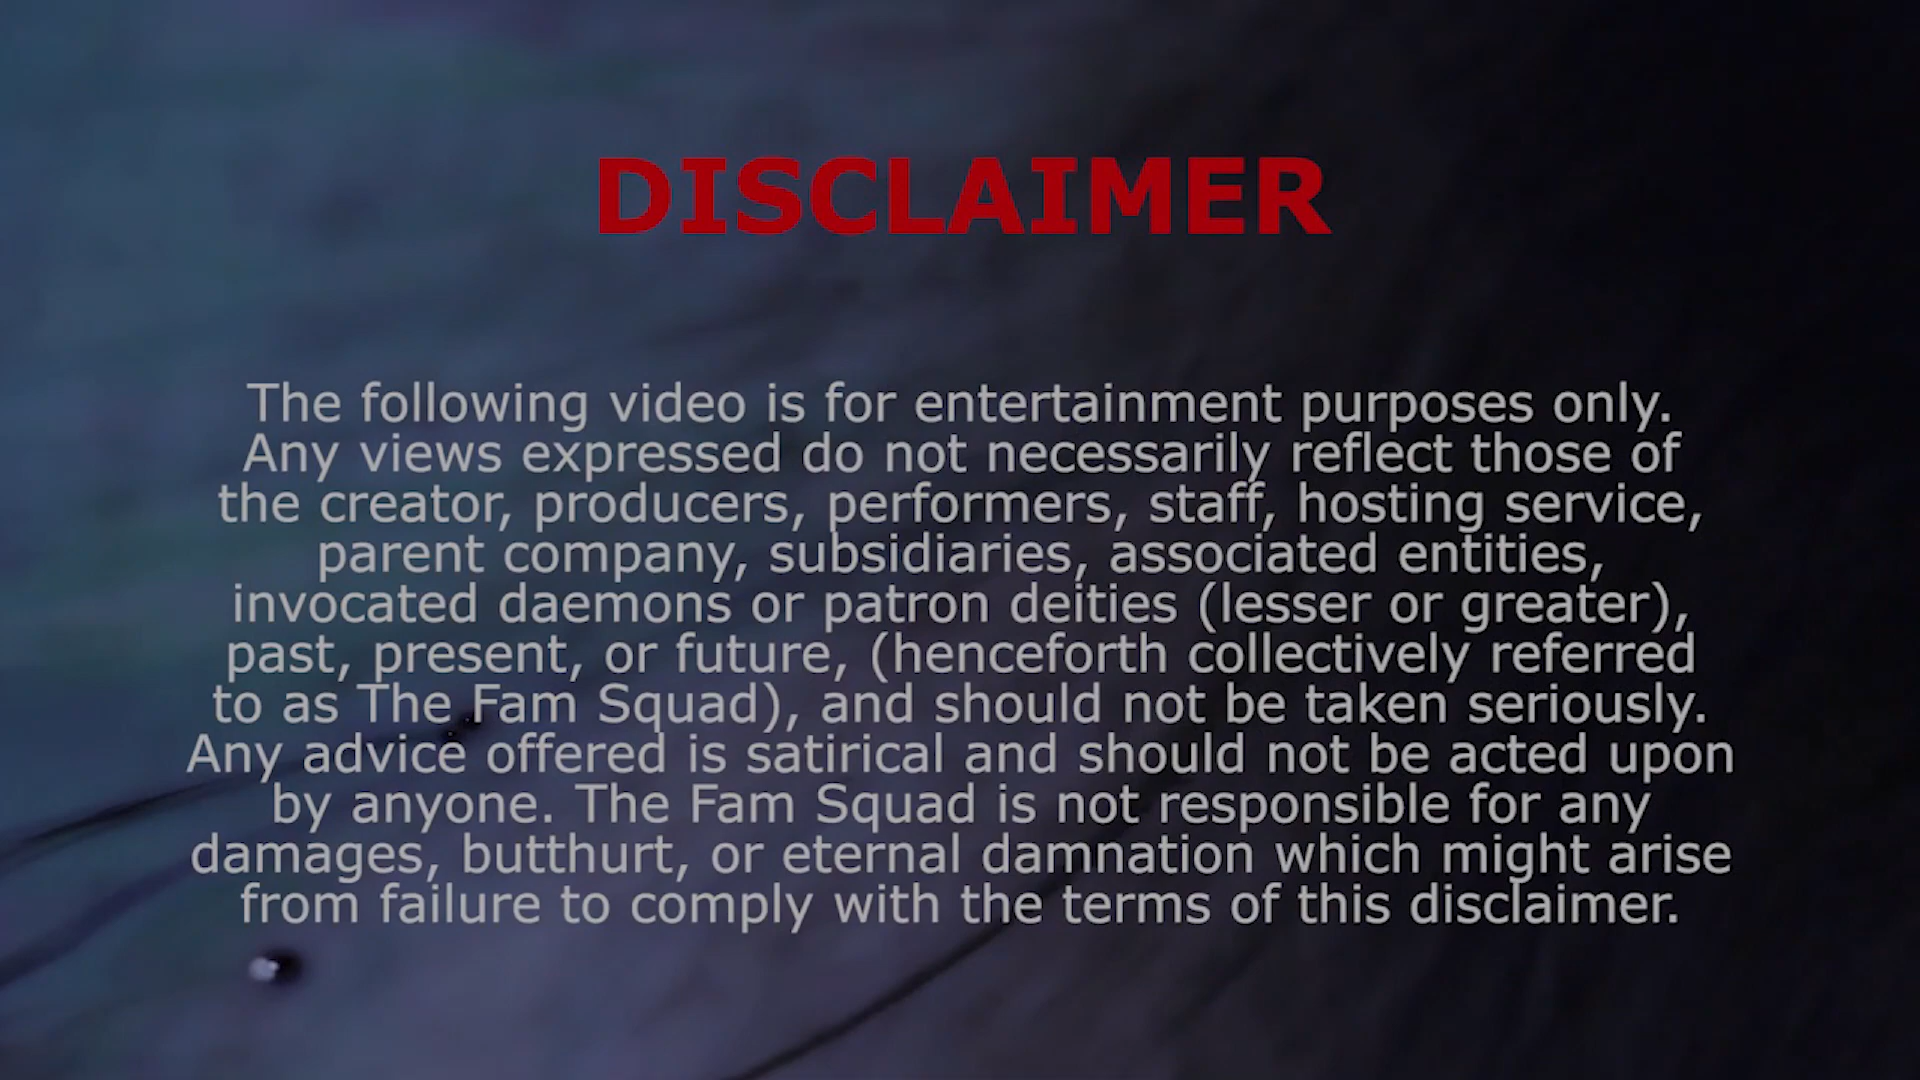 DISCLAIMER
The following video is for entertainment purposes only.
Any views expressed do not necessarily reflect those of
the creator, producers, performers, staff, hosting service,
parent company, subsidiaries, associated entities,
invocated daemons or patron deities (lesser or greater),
past, present, or future, (henceforth collectively referred
to as The Fam Squad), and should not be taken seriously.
Any advice offered is satirical and should not be acted upon
by anyone. The Fam Squad is not responsible for any
damages, butthurt, or eternal damnation which might arise
from failure to comply with the terms of this disclaimer.